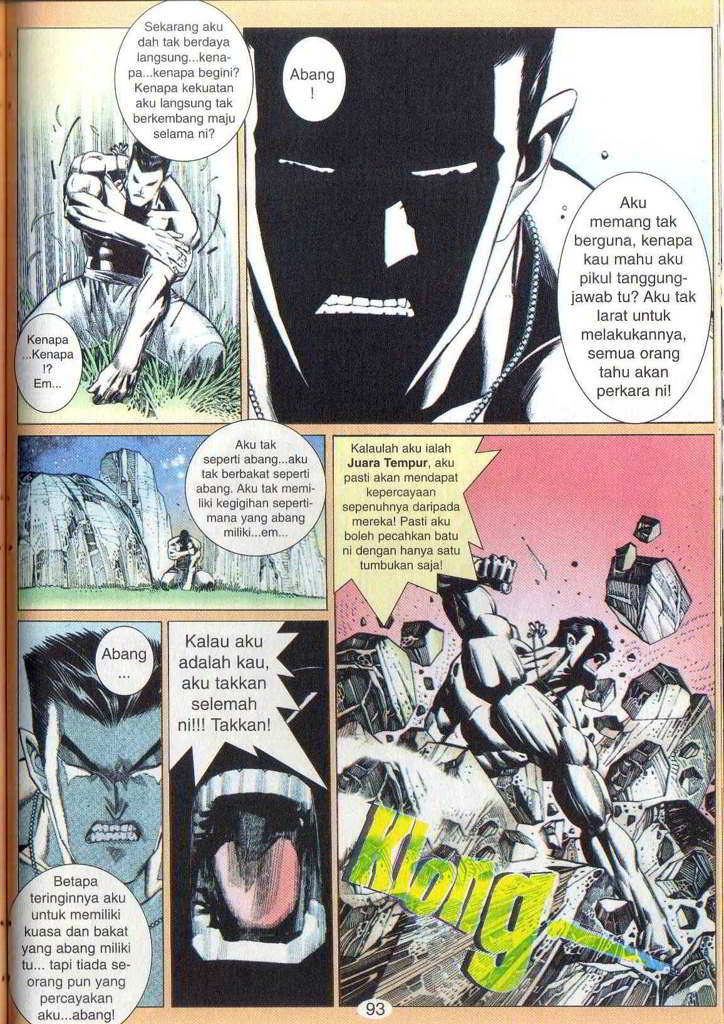 Sekarang aku
dah tak berdaya
langsung...kena-
pa...kenapa begini?
Kenapa kekuatan
aku langsung tak
berkembang maju
selama ni?
Kenapa
...Kenapa
!?
Em...
Abang
!
Aku
memang tak
berguna, kenapa
kau mahu aku
pikul tanggung-
jawab tu? Aku tak
larat untuk
melakukannya,
semua orang
tahu akan
perkara ni!
Aku tak
seperti abang...aku
tak berbakat seperti
abang. Aku tak memi-
liki kegigihan seperti-
mana yang abang
miliki...em...
Kalaulah aku ialah
Juara Tempur, aku
pasti akan mendapat
kepercayaan
sepenuhnya daripada
mereka! Pasti aku
boleh pecahkan batu
ni dengan hanya satu
tumbukan saja!
Abang
...
Betapa
teringinnya aku
untuk memiliki
kuasa dan bakat
yang abang miliki
tu... tapi tiada se-
orang pun yang
percayakan
aku...abang!
Kalau aku
adalah kau,
aku takkan
selemah
ni!!! Takkan!
Klong
93